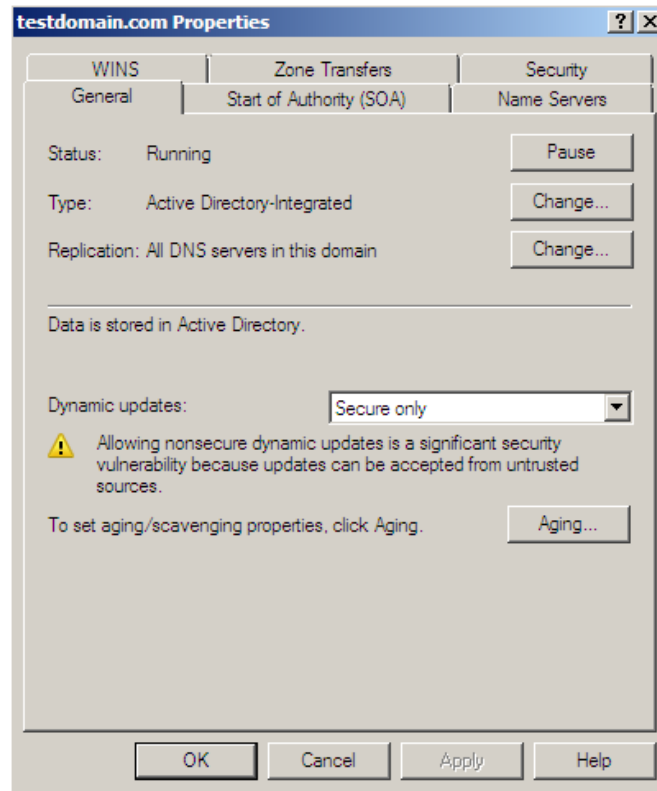 testdomain.com Properties
WINS Zone Transfers Security
General Start of Authority (SOA) Name Servers
Status: Running Pause
Type: Active Directory-Integrated Change...
Replication: All DNS servers in this domain Change...
Data is stored in Active Directory.
Dynamic updates: Secure only
Allowing nonsecure dynamic updates is a significant security
vulnerability because updates can be accepted from untrusted
sources.
To set aging/scavenging properties, click Aging. Aging...
OK Cancel Apply Help